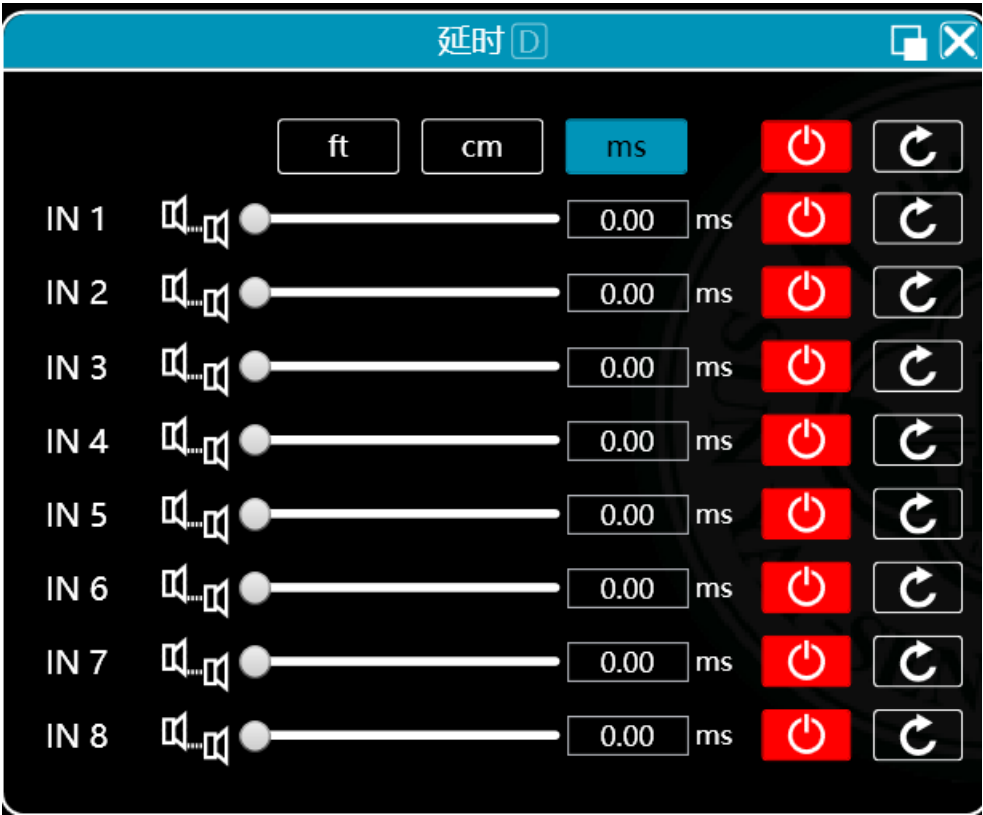 延时 D
ft cm ms
IN 1 0.00 ms
IN 2 0.00 ms
IN 3 0.00 ms
IN 4 0.00 ms
IN 5 0.00 ms
IN 6 0.00 ms
IN 7 0.00 ms
IN 8 0.00 ms